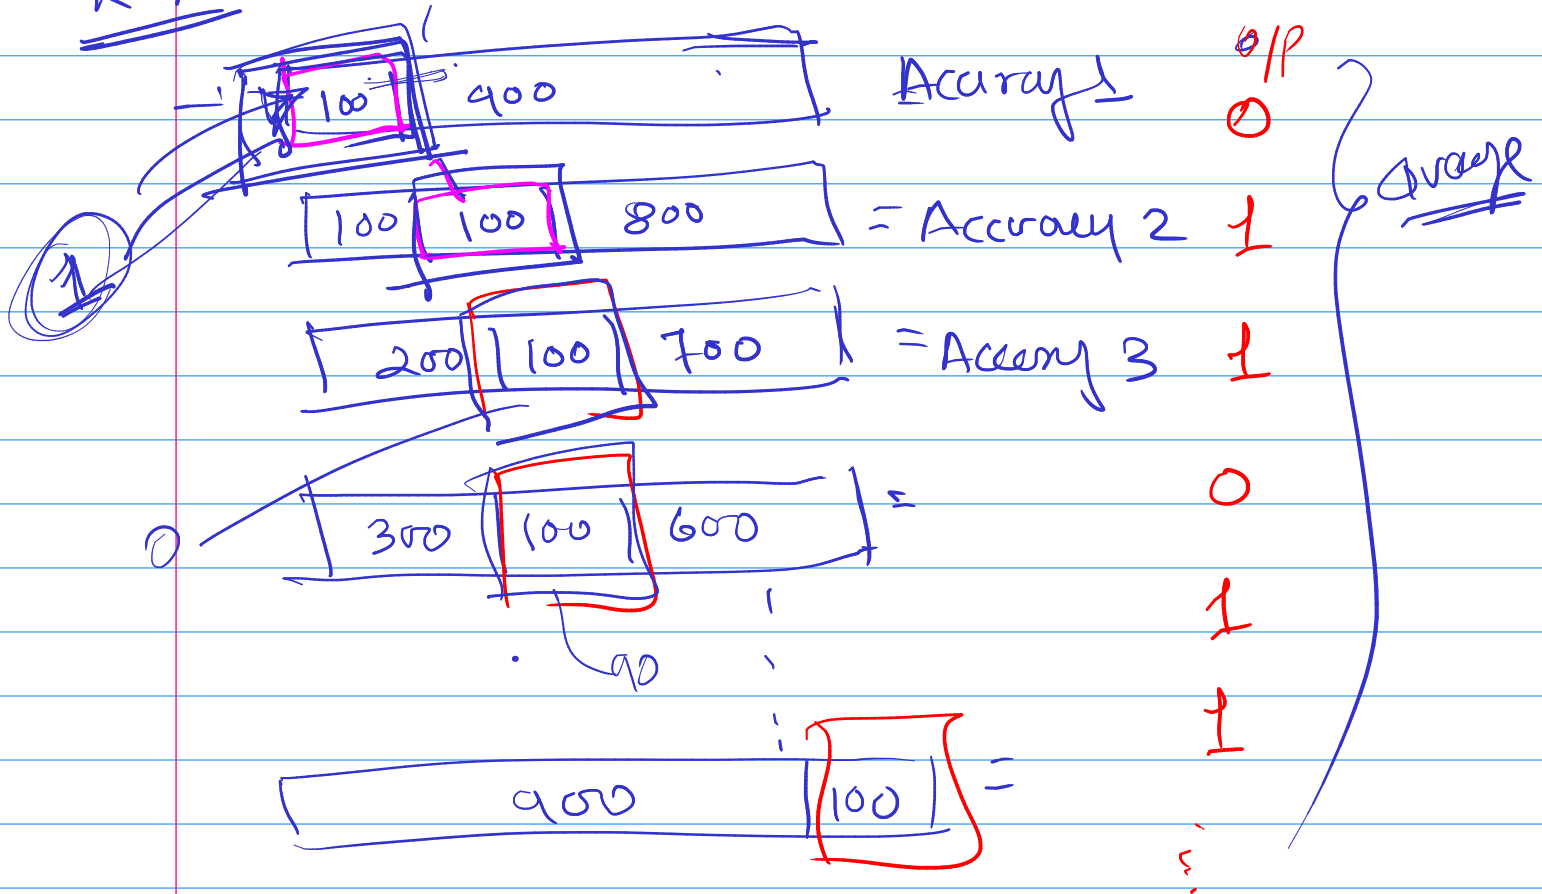 O/P
100 900 Accuracy 1 0
100 100 800 = Accuracy 2 1
1
200 100 700 = Accuracy 3 1
0 300 100 600 = 0
Average
1
90
1
900 100 =